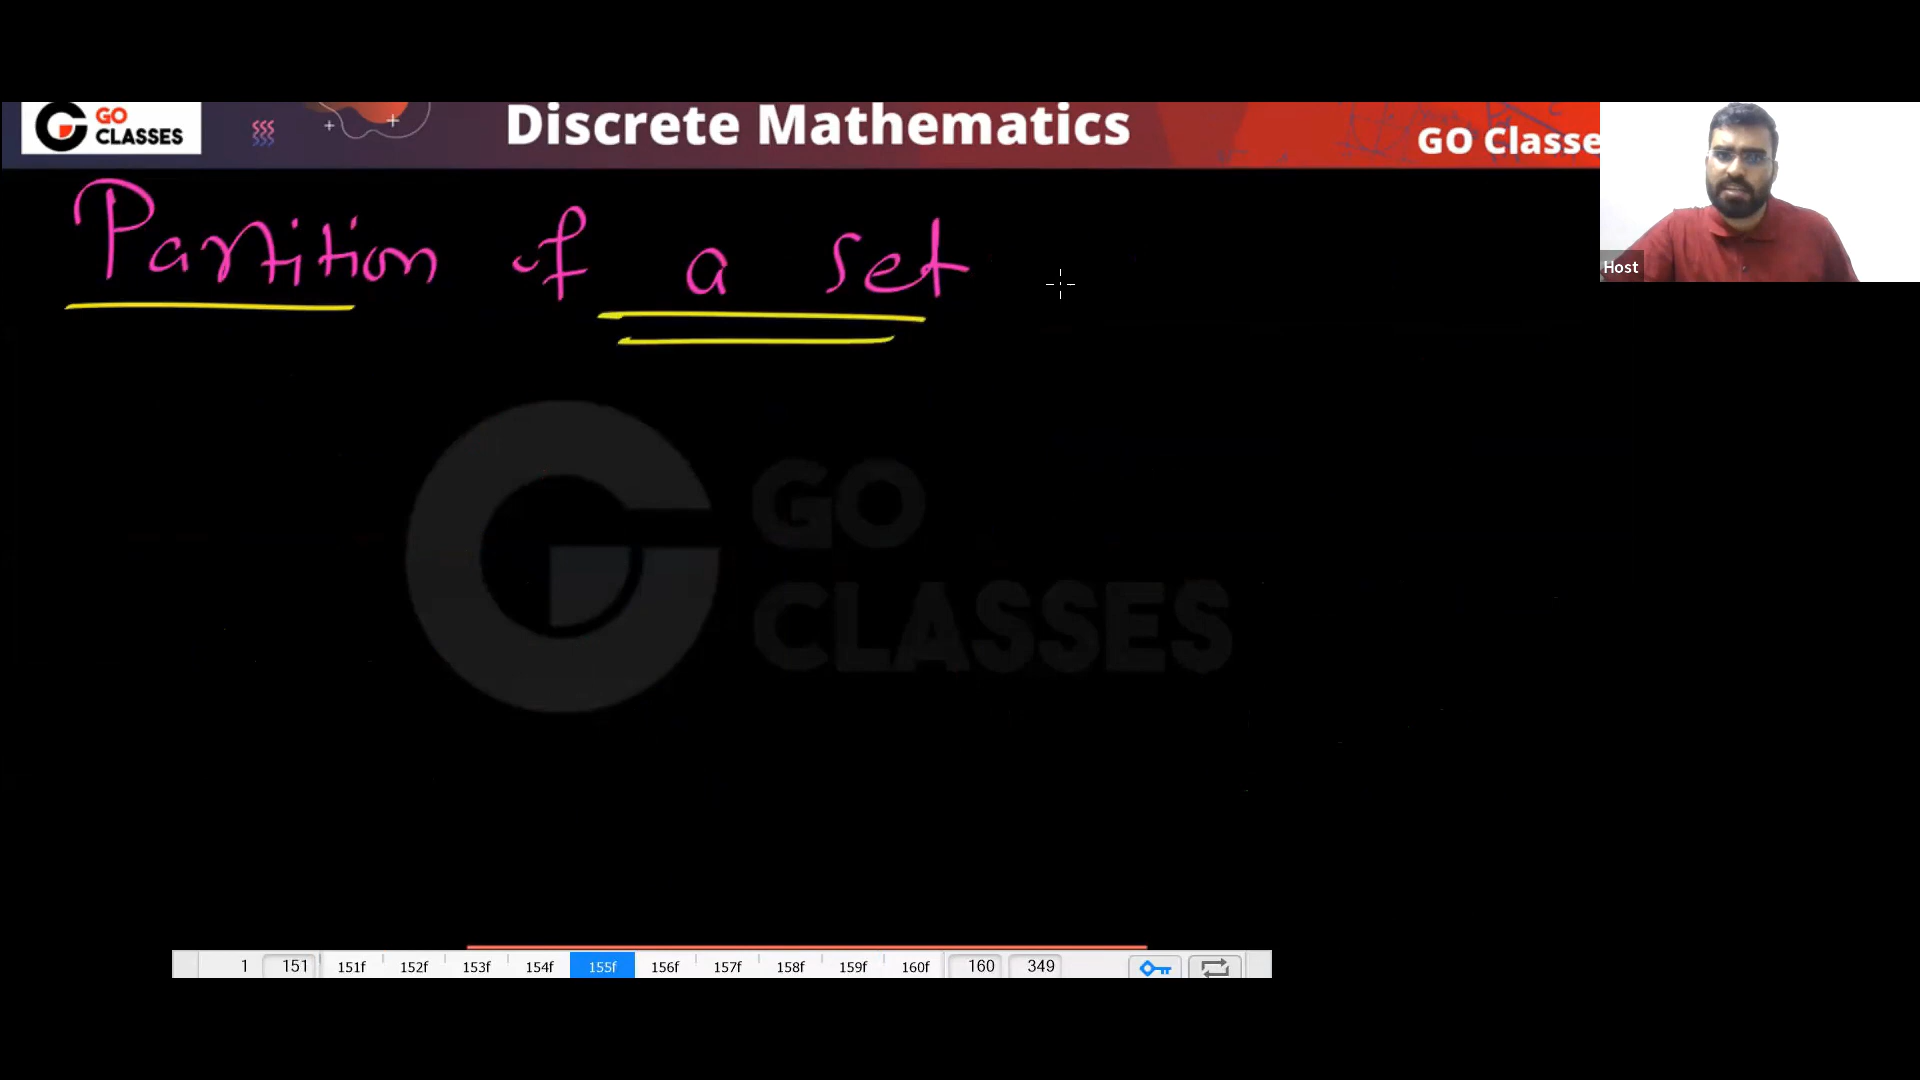 GO
CLASSES
Discrete Mathematics
GO Classe
Host
Partition of a set
GO
CLASSES
1 151 151f 152f 153f 154f 155f 156f 157f 158f 159f 160f 160 349